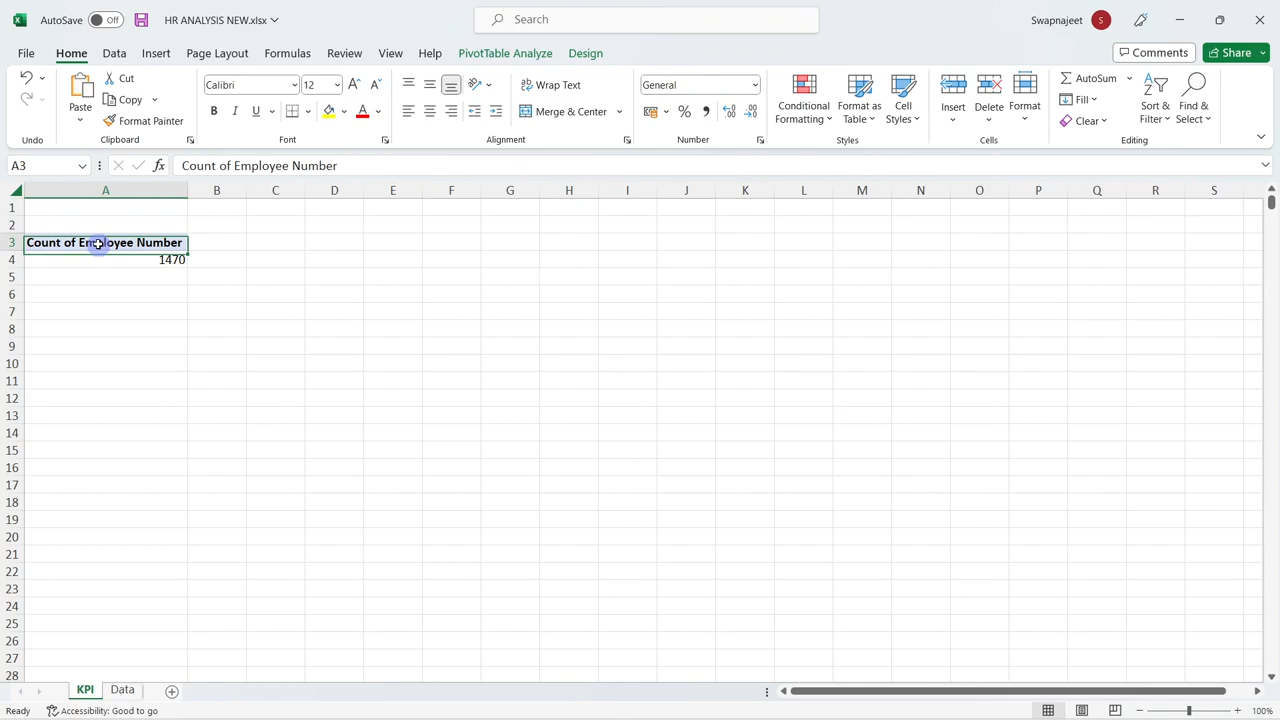 AutoSave Off HR ANALYSIS NEW.xlsx Search Swapnajeet S
File Home Data Insert Page Layout Formulas Review View Help PivotTable Analyze Design Comments Share
Paste Cut Copy Format Painter
Calibri 12
B I U A
Wrap Text
Merge & Center
General
% ,
Conditional Formatting Format as Table Cell Styles
Insert Delete Format
AutoSum Fill Clear
Sort & Filter Find & Select
Undo Clipboard Font Alignment Number Styles Cells Editing
A3 fx Count of Employee Number
A B C D E F G H I J K L M N O P Q R S
1
2
3 Count of Employee Number
4 1470
5
6
7
8
9
10
11
12
13
14
15
16
17
18
19
20
21
22
23
24
25
26
27
28
KPI Data
Ready Accessibility: Good to go 100%